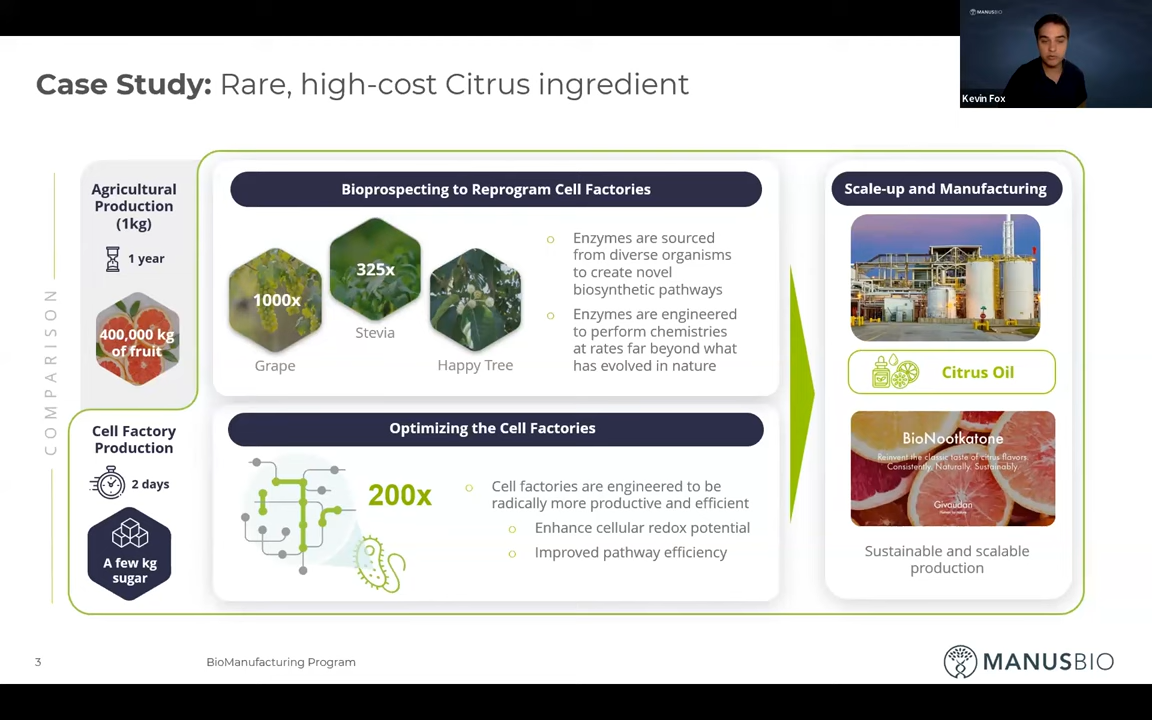 MANUSBIO
Kevin Fox
Case Study: Rare, high-cost Citrus ingredient
COMPARISON
Agricultural
Production
(1kg)
1 year
400,000 kg
of fruit
Cell Factory
Production
2 days
A few kg
sugar
Bioprospecting to Reprogram Cell Factories
1000x
Grape
325x
Stevia
Happy Tree
Enzymes are sourced
from diverse organisms
to create novel
biosynthetic pathways
Enzymes are engineered
to perform chemistries
at rates far beyond what
has evolved in nature
Optimizing the Cell Factories
200x
Cell factories are engineered to be
radically more productive and efficient
Enhance cellular redox potential
Improved pathway efficiency
Scale-up and Manufacturing
Citrus Oil
BioNootkatone
Reinvent the classic taste of citrus flavors
Consistently, Naturally, Sustainably
Givaudan
Sustainable and scalable
production
3
BioManufacturing Program
MANUSBIO